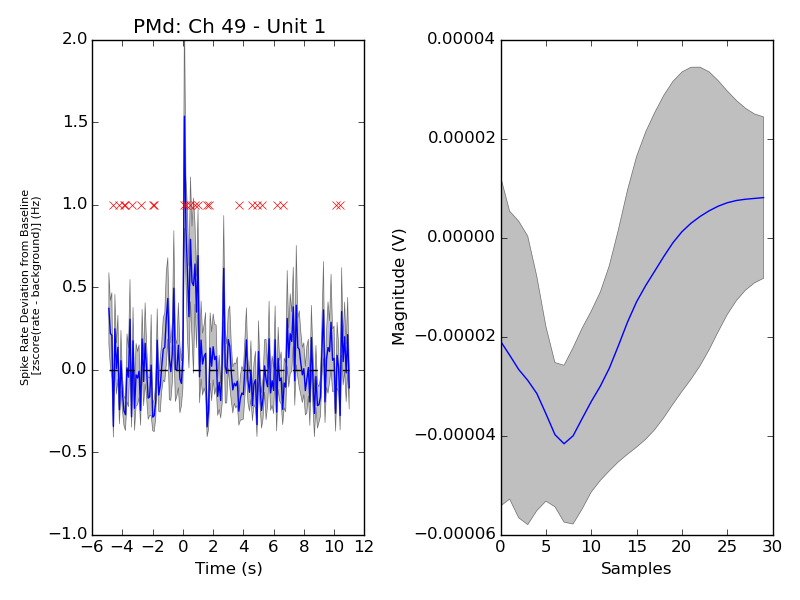 PMd: Ch 49 - Unit 1
2.0
1.5
1.0
0.5
0.0
−0.5
−1.0
Spike Rate Deviation from Baseline
[zscore(rate - background)] (Hz)
−6 −4 −2 0 2 4 6 8 10 12
Time (s)
0.00004
0.00002
0.00000
−0.00002
−0.00004
−0.00006
Magnitude (V)
0 5 10 15 20 25 30
Samples